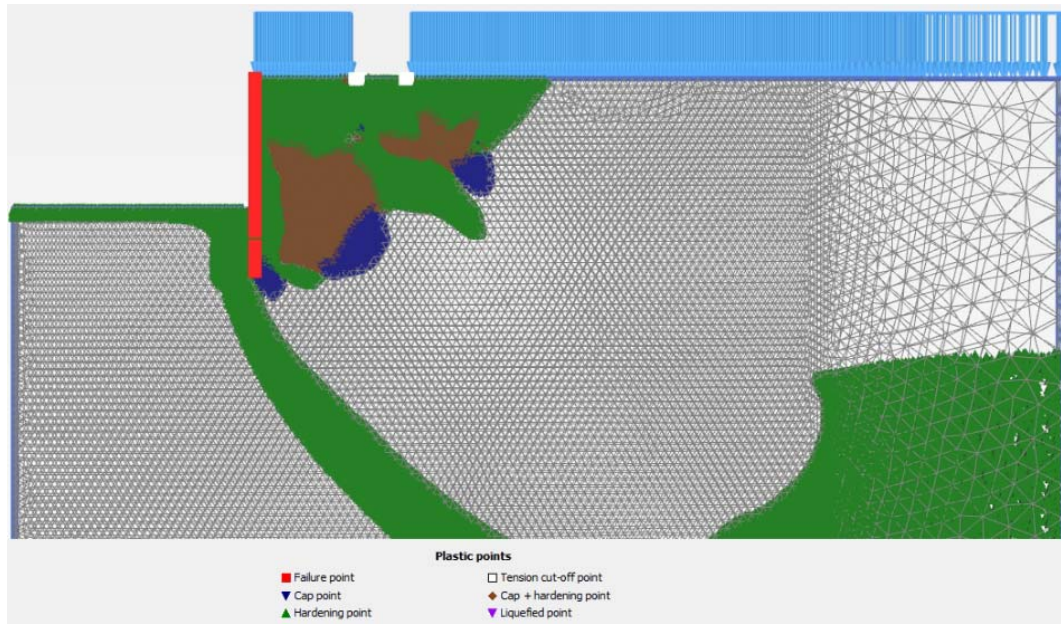 Plastic points
Failure point
Tension cut-off point
Cap point
Cap + hardening point
Hardening point
Liquefied point